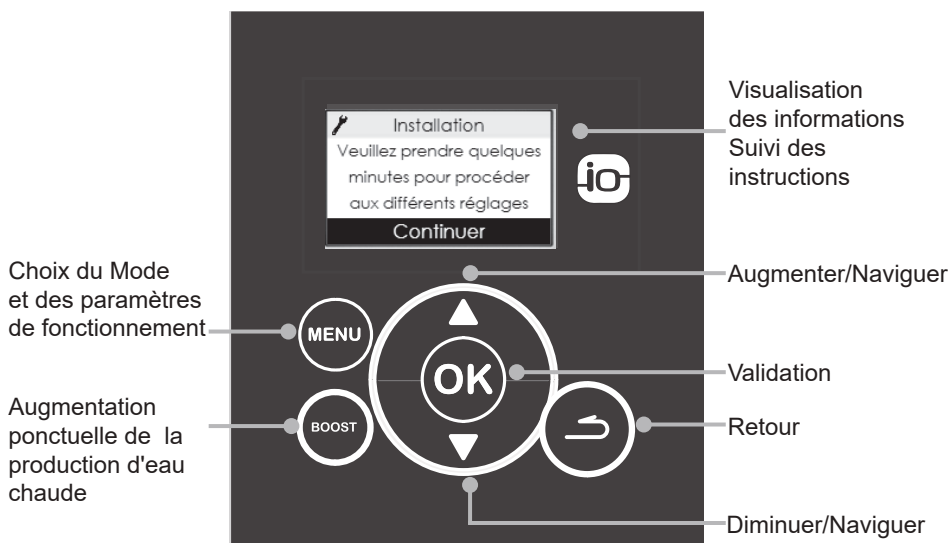 Installation
Veuillez prendre quelques
minutes pour procéder
aux différents réglages
Continuer
io
Visualisation
des informations
Suivi des
instructions
Augmenter/Naviguer
Choix du Mode
et des paramètres
de fonctionnement
MENU
OK
Validation
Augmentation
ponctuelle de  la
production d'eau
chaude
BOOST
Retour
Diminuer/Naviguer